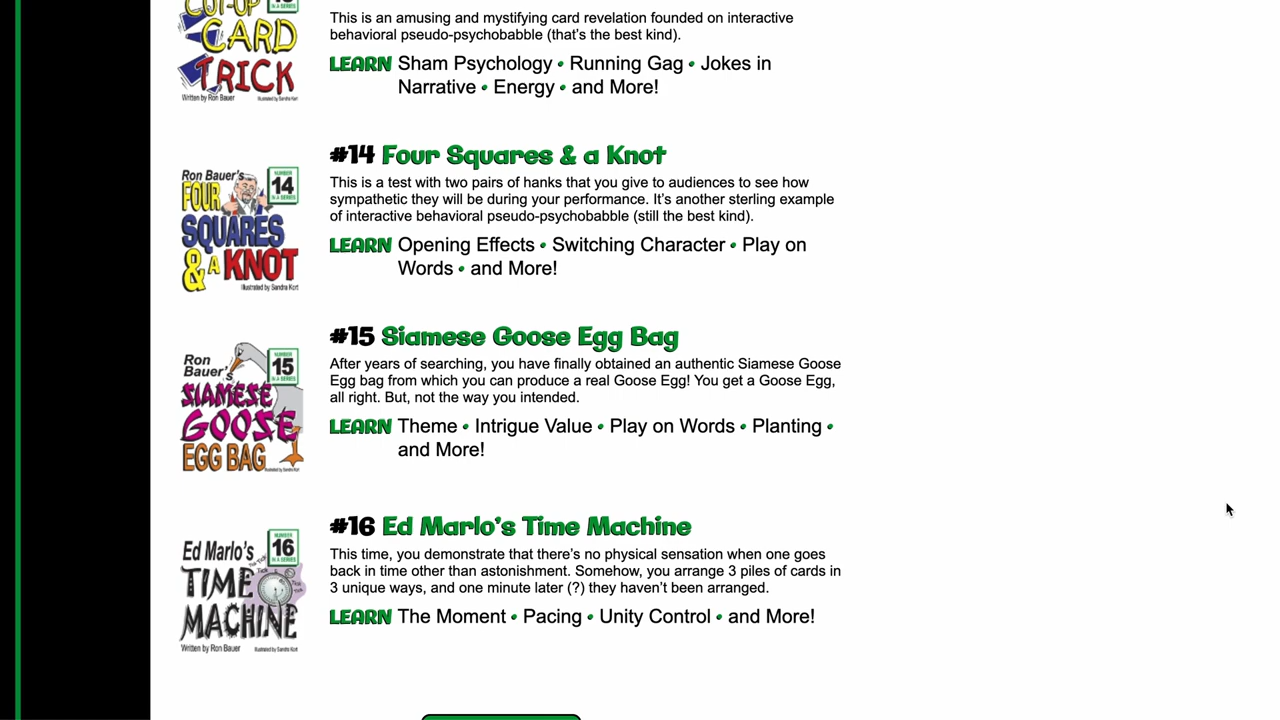 CUT-UP
CARD
TRICK
Written by Ron Bauer
Illustrated by Sandra Kort
This is an amusing and mystifying card revelation founded on interactive
behavioral pseudo-psychobabble (that's the best kind).
LEARN Sham Psychology • Running Gag • Jokes in
Narrative • Energy • and More!
Ron Bauer's
NUMBER
14
IN A SERIES
FOUR
SQUARES
& A KNOT
Illustrated by Sandra Kort
#14 Four Squares & a Knot
This is a test with two pairs of hanks that you give to audiences to see how
sympathetic they will be during your performance. It's another sterling example
of interactive behavioral pseudo-psychobabble (still the best kind).
LEARN Opening Effects • Switching Character • Play on
Words • and More!
Ron
Bauer's
NUMBER
15
IN A SERIES
SIAMESE
GOOSE
EGG BAG
Illustrated by Sandra Kort
#15 Siamese Goose Egg Bag
After years of searching, you have finally obtained an authentic Siamese Goose
Egg bag from which you can produce a real Goose Egg! You get a Goose Egg,
all right. But, not the way you intended.
LEARN Theme • Intrigue Value • Play on Words • Planting •
and More!
Ed Marlo's
NUMBER
16
IN A SERIES
TIME
MACHINE
Written by Ron Bauer
Illustrated by Sandra Kort
#16 Ed Marlo's Time Machine
This time, you demonstrate that there's no physical sensation when one goes
back in time other than astonishment. Somehow, you arrange 3 piles of cards in
3 unique ways, and one minute later (?) they haven't been arranged.
LEARN The Moment • Pacing • Unity Control • and More!